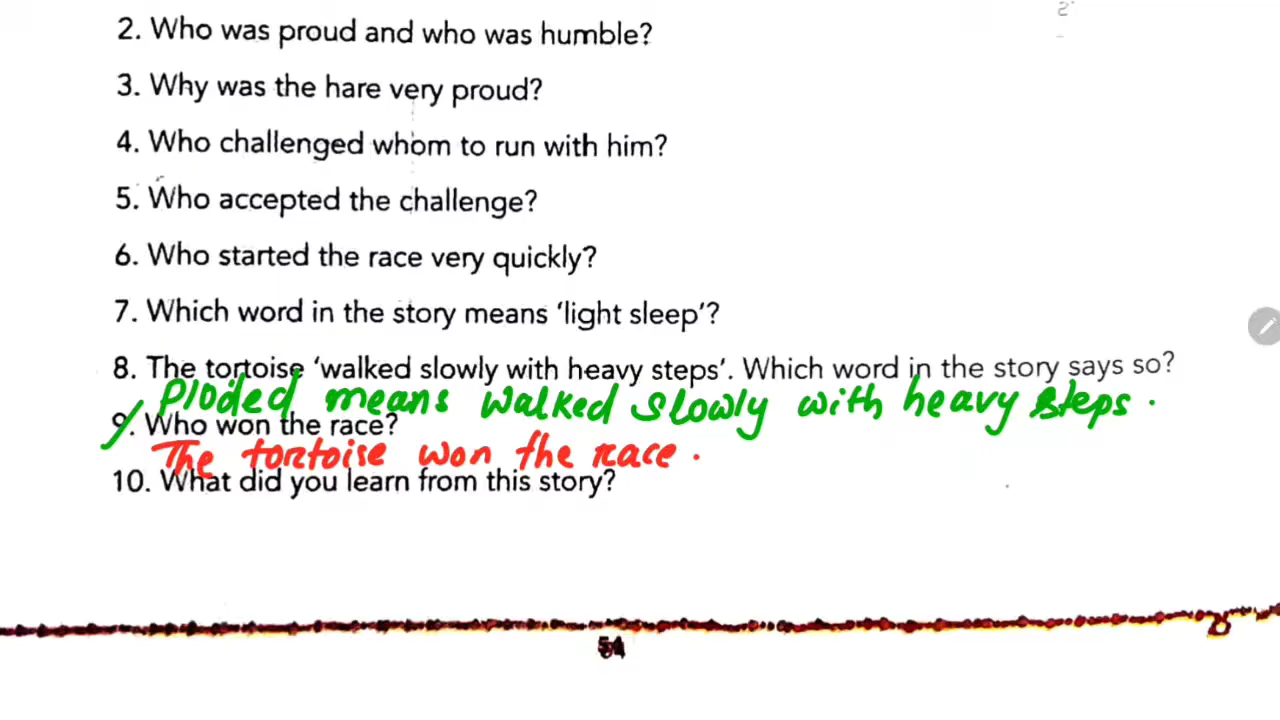 2. Who was proud and who was humble?
3. Why was the hare very proud?
4. Who challenged whom to run with him?
5. Who accepted the challenge?
6. Who started the race very quickly?
7. Which word in the story means ‘light sleep’?
8. The tortoise ‘walked slowly with heavy steps’. Which word in the story says so?
Ploded means walked slowly with heavy steps.
9. Who won the race?
The tortoise won the race.
10. What did you learn from this story?
54